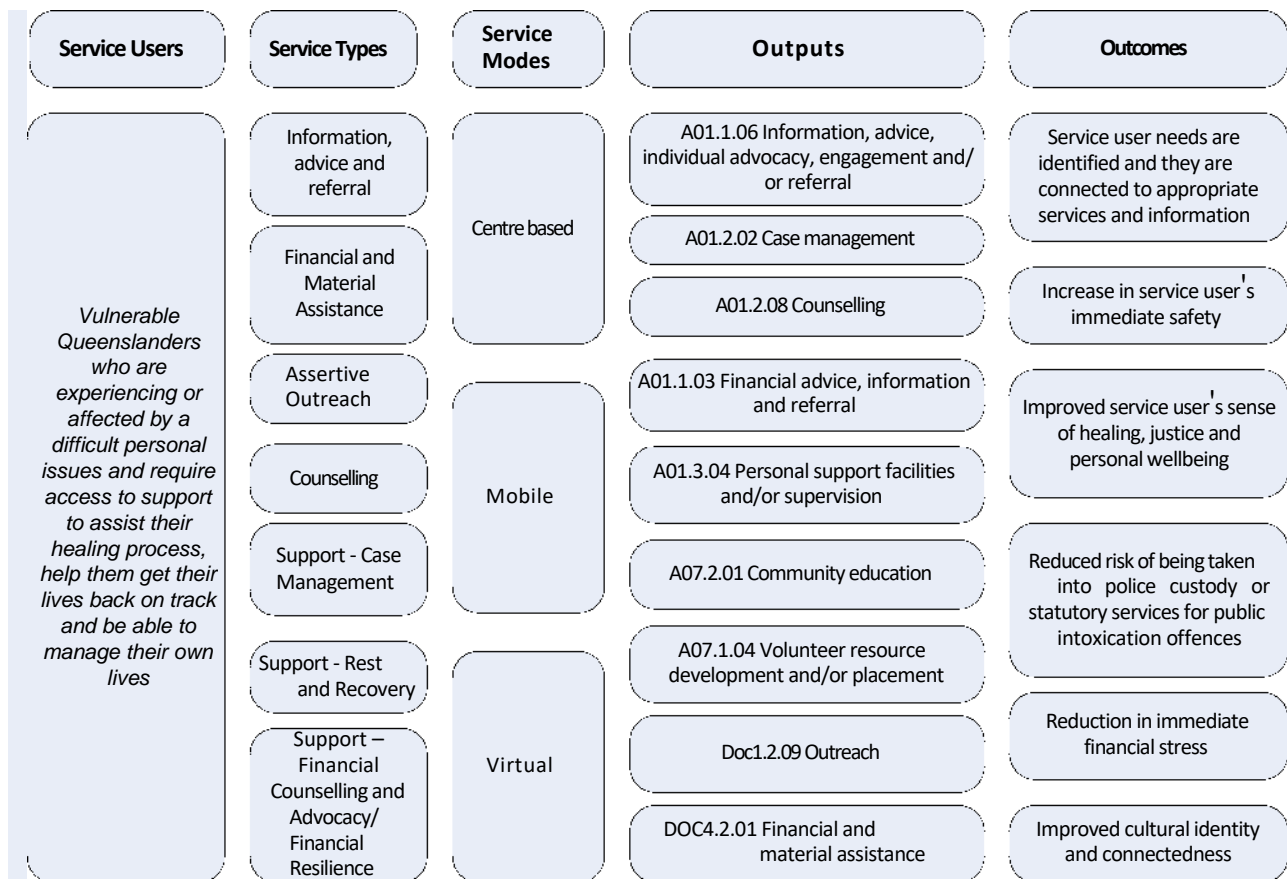 Service Users
Service Types
Service
Modes
Outputs
Outcomes
Vulnerable
Queenslanders
who are
experiencing or
affected by a
difficult personal
issues and require
access to support
to assist their
healing process,
help them get their
lives back on track
and be able to
manage their own
lives
Information,
advice and
referral
Financial and
Material
Assistance
Assertive
Outreach
Counselling
Support - Case
Management
Support - Rest
and Recovery
Support –
Financial
Counselling and
Advocacy/
Financial
Resilience
Centre based
Mobile
Virtual
A01.1.06 Information, advice,
individual advocacy, engagement and/
or referral
A01.2.02 Case management
A01.2.08 Counselling
A01.1.03 Financial advice, information
and referral
A01.3.04 Personal support facilities
and/or supervision
A07.2.01 Community education
A07.1.04 Volunteer resource
development and/or placement
Doc1.2.09 Outreach
DOC4.2.01 Financial and
material assistance
Service user needs are
identified and they are
connected to appropriate
services and information
Increase in service user's
immediate safety
Improved service user's sense
of healing, justice and
personal wellbeing
Reduced risk of being taken
into police custody or
statutory services for public
intoxication offences
Reduction in immediate
financial stress
Improved cultural identity
and connectedness